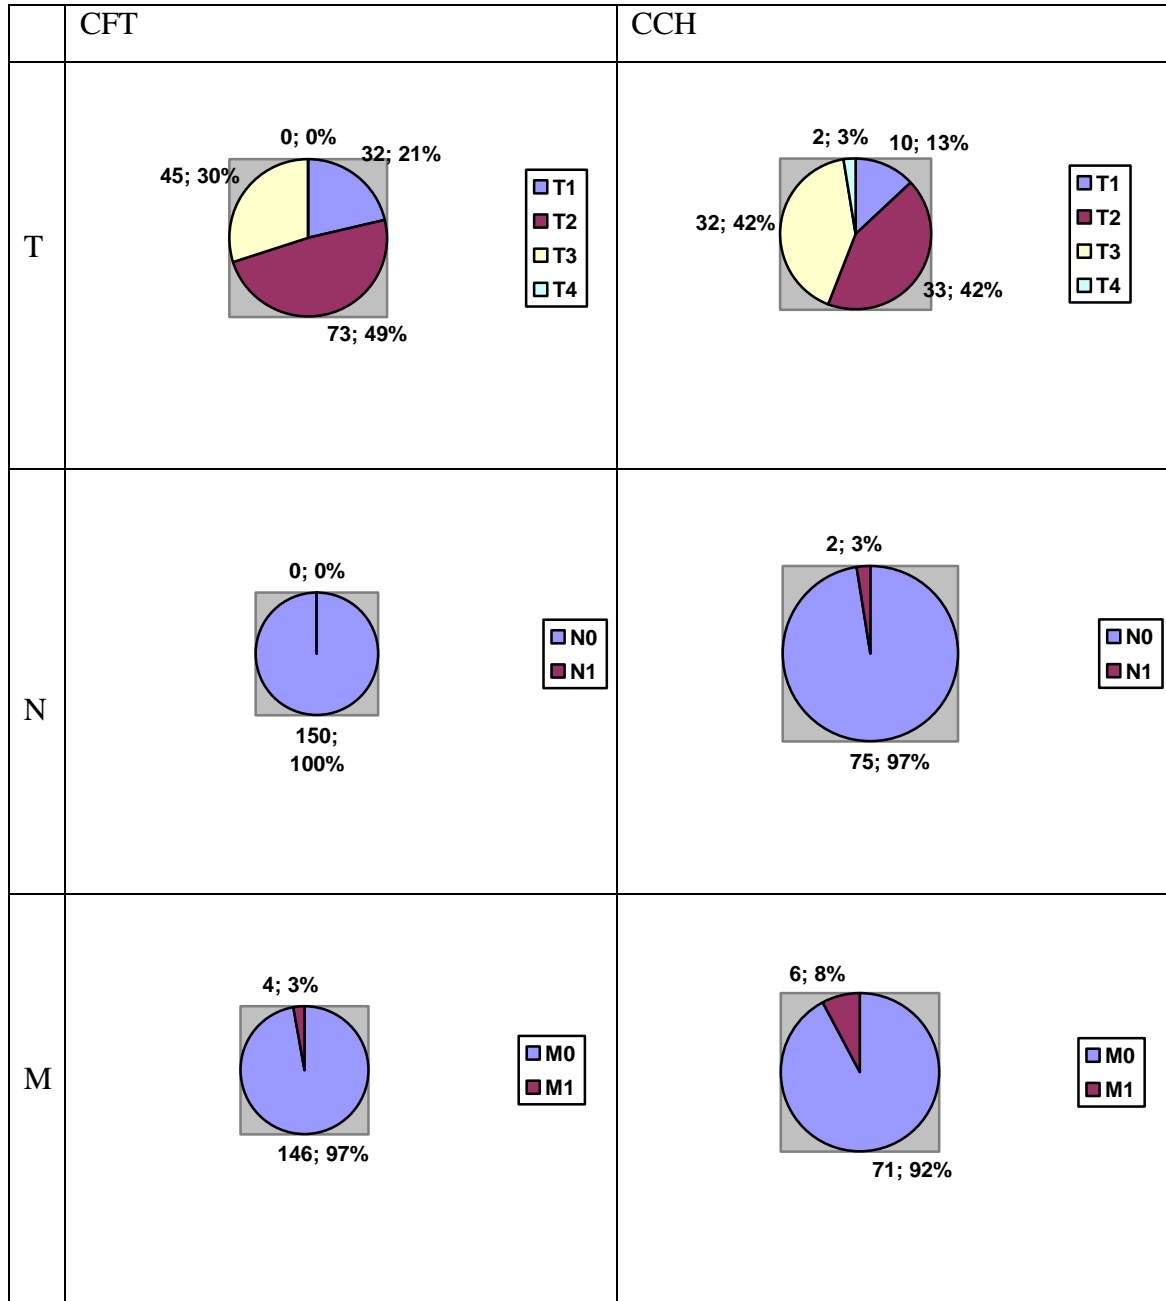 CFT
CCH
T
0; 0%
32; 21%
45; 30%
73; 49%
T1
T2
T3
T4
2; 3%
10; 13%
32; 42%
33; 42%
T1
T2
T3
T4
N
0; 0%
150;
100%
N0
N1
2; 3%
75; 97%
N0
N1
M
4; 3%
146; 97%
M0
M1
6; 8%
71; 92%
M0
M1